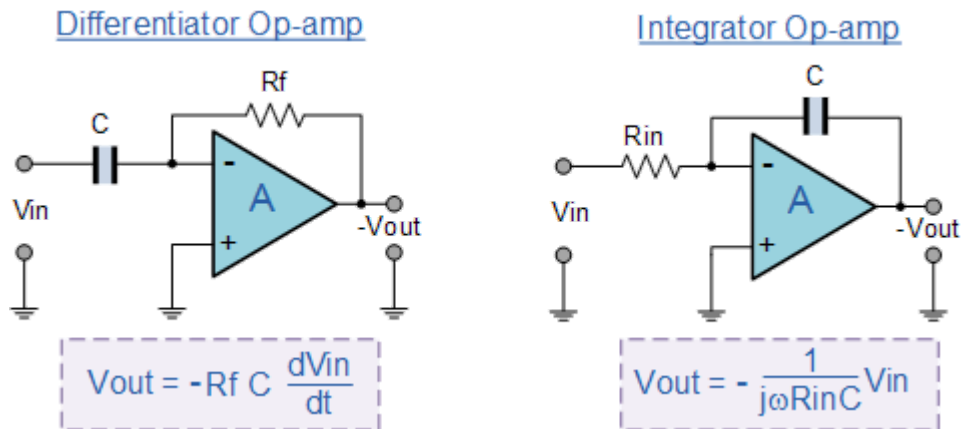 Differentiator Op-amp
Rf
C
-
A
+
Vin
-Vout
Vout = -Rf C dVin/dt
Integrator Op-amp
C
Rin
-
A
+
Vin
-Vout
Vout = - 1/jωRinC Vin